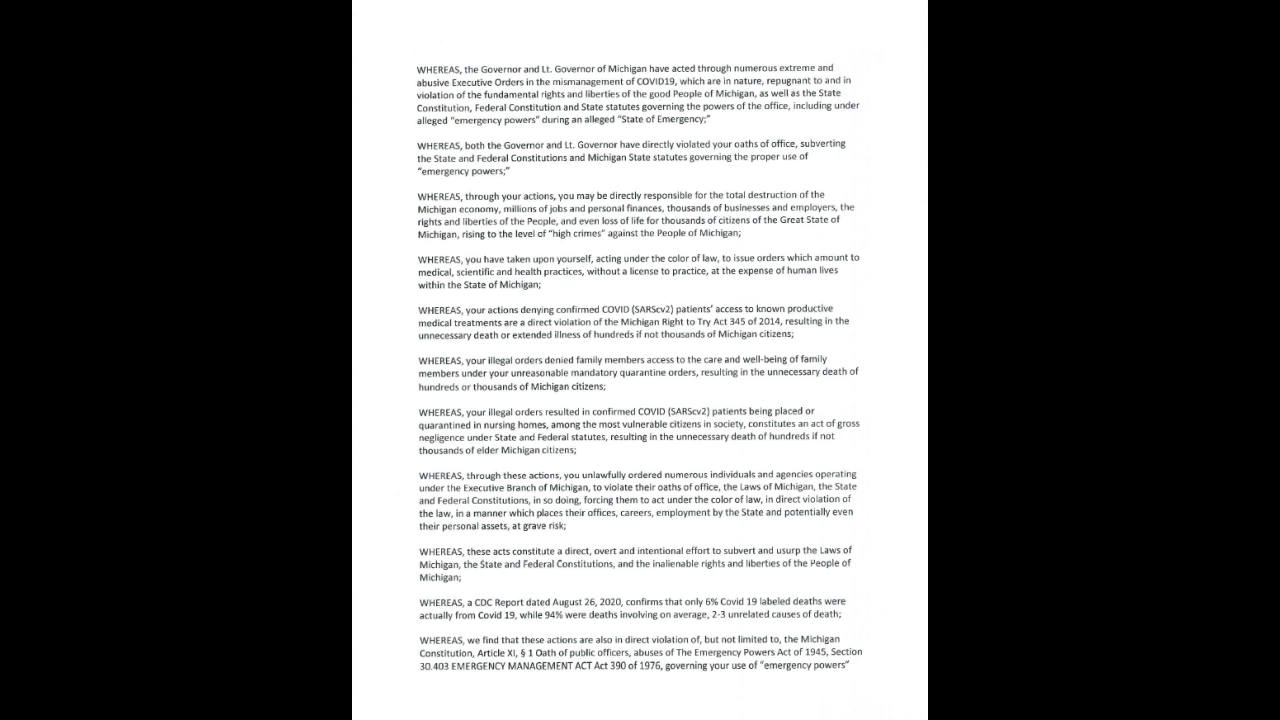 WHEREAS, the Governor and Lt. Governor of Michigan have acted through numerous extreme and
abusive Executive Orders in the mismanagement of COVID19, which are in nature, repugnant to and in
violation of the fundamental rights and liberties of the good People of Michigan, as well as the State
Constitution, Federal Constitution and State statutes governing the powers of the office, including under
alleged “emergency powers” during an alleged “State of Emergency;”
WHEREAS, both the Governor and Lt. Governor have directly violated your oaths of office, subverting
the State and Federal Constitutions and Michigan State statutes governing the proper use of
“emergency powers;”
WHEREAS, through your actions, you may be directly responsible for the total destruction of the
Michigan economy, millions of jobs and personal finances, thousands of businesses and employers, the
rights and liberties of the People, and even loss of life for thousands of citizens of the Great State of
Michigan, rising to the level of “high crimes” against the People of Michigan;
WHEREAS, you have taken upon yourself, acting under the color of law, to issue orders which amount to
medical, scientific and health practices, without a license to practice, at the expense of human lives
within the State of Michigan;
WHEREAS, your actions denying confirmed COVID (SARScv2) patients’ access to known productive
medical treatments are a direct violation of the Michigan Right to Try Act 345 of 2014, resulting in the
unnecessary death or extended illness of hundreds if not thousands of Michigan citizens;
WHEREAS, your illegal orders denied family members access to the care and well-being of family
members under your unreasonable mandatory quarantine orders, resulting in the unnecessary death of
hundreds or thousands of Michigan citizens;
WHEREAS, your illegal orders resulted in confirmed COVID (SARScv2) patients being placed or
quarantined in nursing homes, among the most vulnerable citizens in society, constitutes an act of gross
negligence under State and Federal statutes, resulting in the unnecessary death of hundreds if not
thousands of elder Michigan citizens;
WHEREAS, through these actions, you unlawfully ordered numerous individuals and agencies operating
under the Executive Branch of Michigan, to violate their oaths of office, the Laws of Michigan, the State
and Federal Constitutions, in so doing, forcing them to act under the color of law, in direct violation of
the law, in a manner which places their offices, careers, employment by the State and potentially even
their personal assets, at grave risk;
WHEREAS, these acts constitute a direct, overt and intentional effort to subvert and usurp the Laws of
Michigan, the State and Federal Constitutions, and the inalienable rights and liberties of the People of
Michigan;
WHEREAS, a CDC Report dated August 26, 2020, confirms that only 6% Covid 19 labeled deaths were
actually from Covid 19, while 94% were deaths involving on average, 2-3 unrelated causes of death;
WHEREAS, we find that these actions are also in direct violation of, but not limited to, the Michigan
Constitution, Article XI, § 1 Oath of public officers, abuses of The Emergency Powers Act of 1945, Section
30.403 EMERGENCY MANAGEMENT ACT Act 390 of 1976, governing your use of “emergency powers”